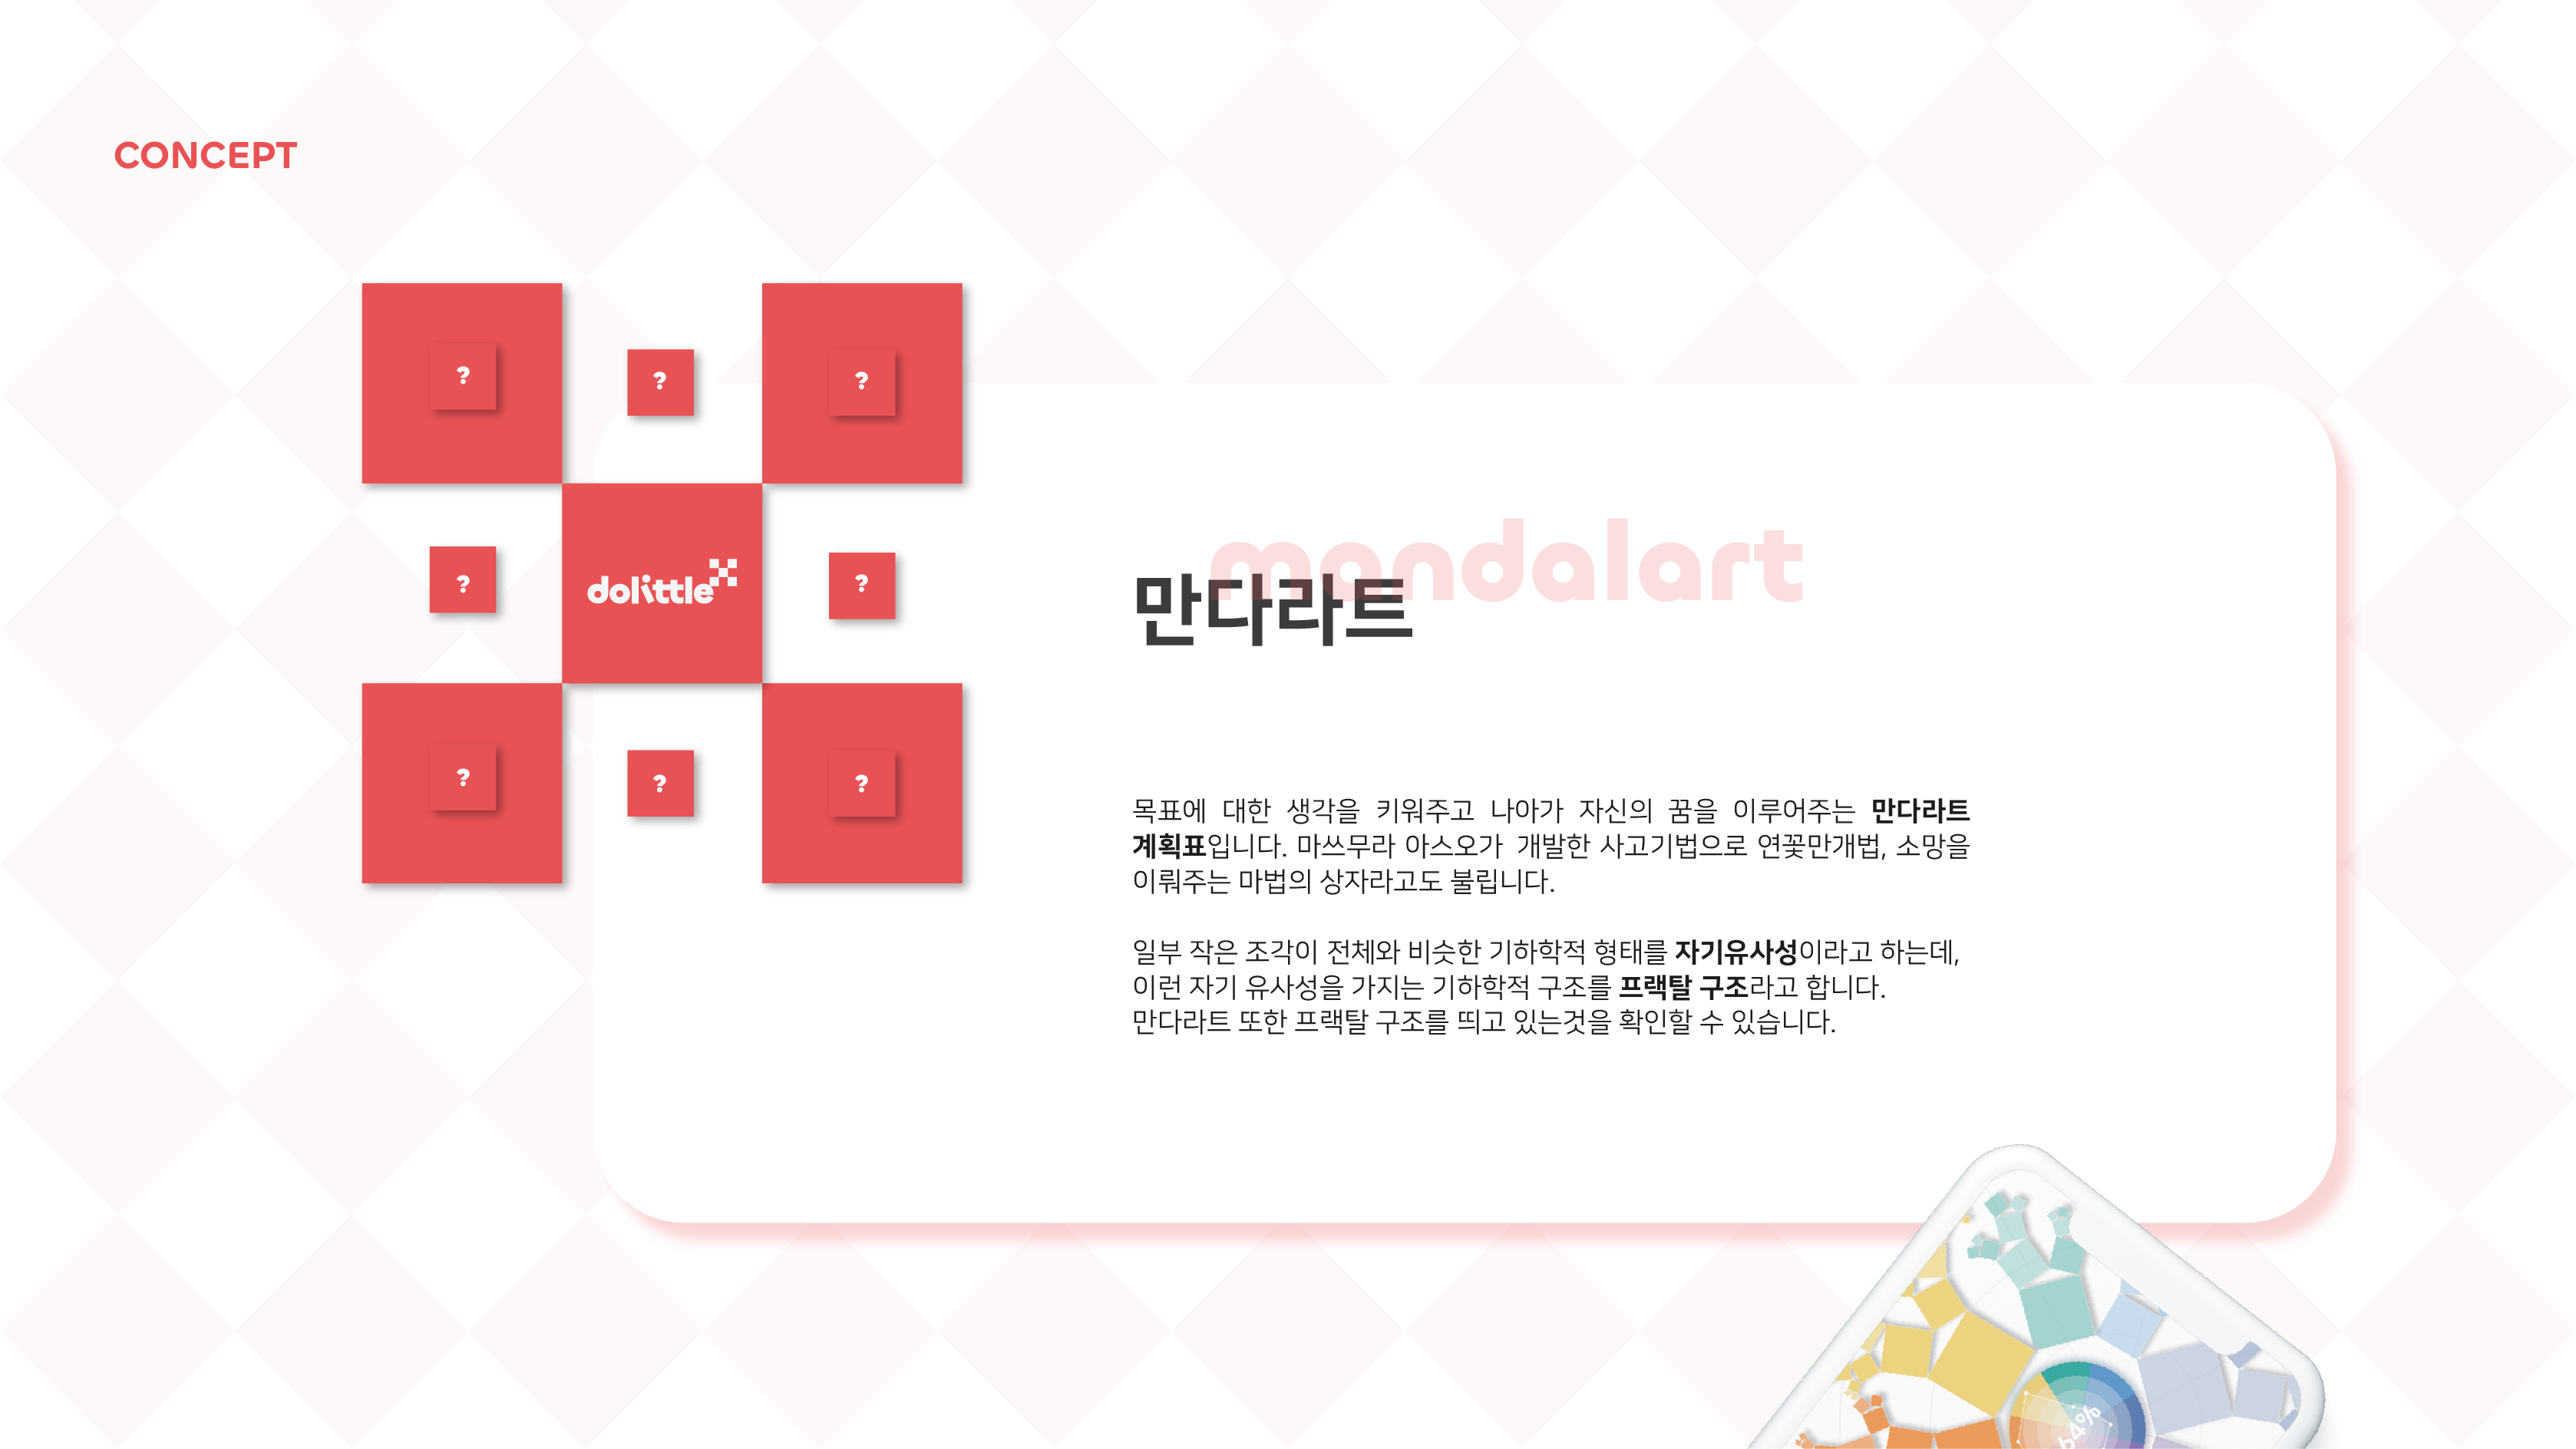 CONCEPT
?
?
?
?
dolittle
?
?
?
?
mandalart
만다라트
목표에 대한 생각을 키워주고 나아가 자신의 꿈을 이루어주는 만다라트
계획표입니다. 마쓰무라 아스오가 개발한 사고기법으로 연꽃만개법, 소망을
이뤄주는 마법의 상자라고도 불립니다.
일부 작은 조각이 전체와 비슷한 기하학적 형태를 자기유사성이라고 하는데,
이런 자기 유사성을 가지는 기하학적 구조를 프랙탈 구조라고 합니다.
만다라트 또한 프랙탈 구조를 띄고 있는것을 확인할 수 있습니다.
64%